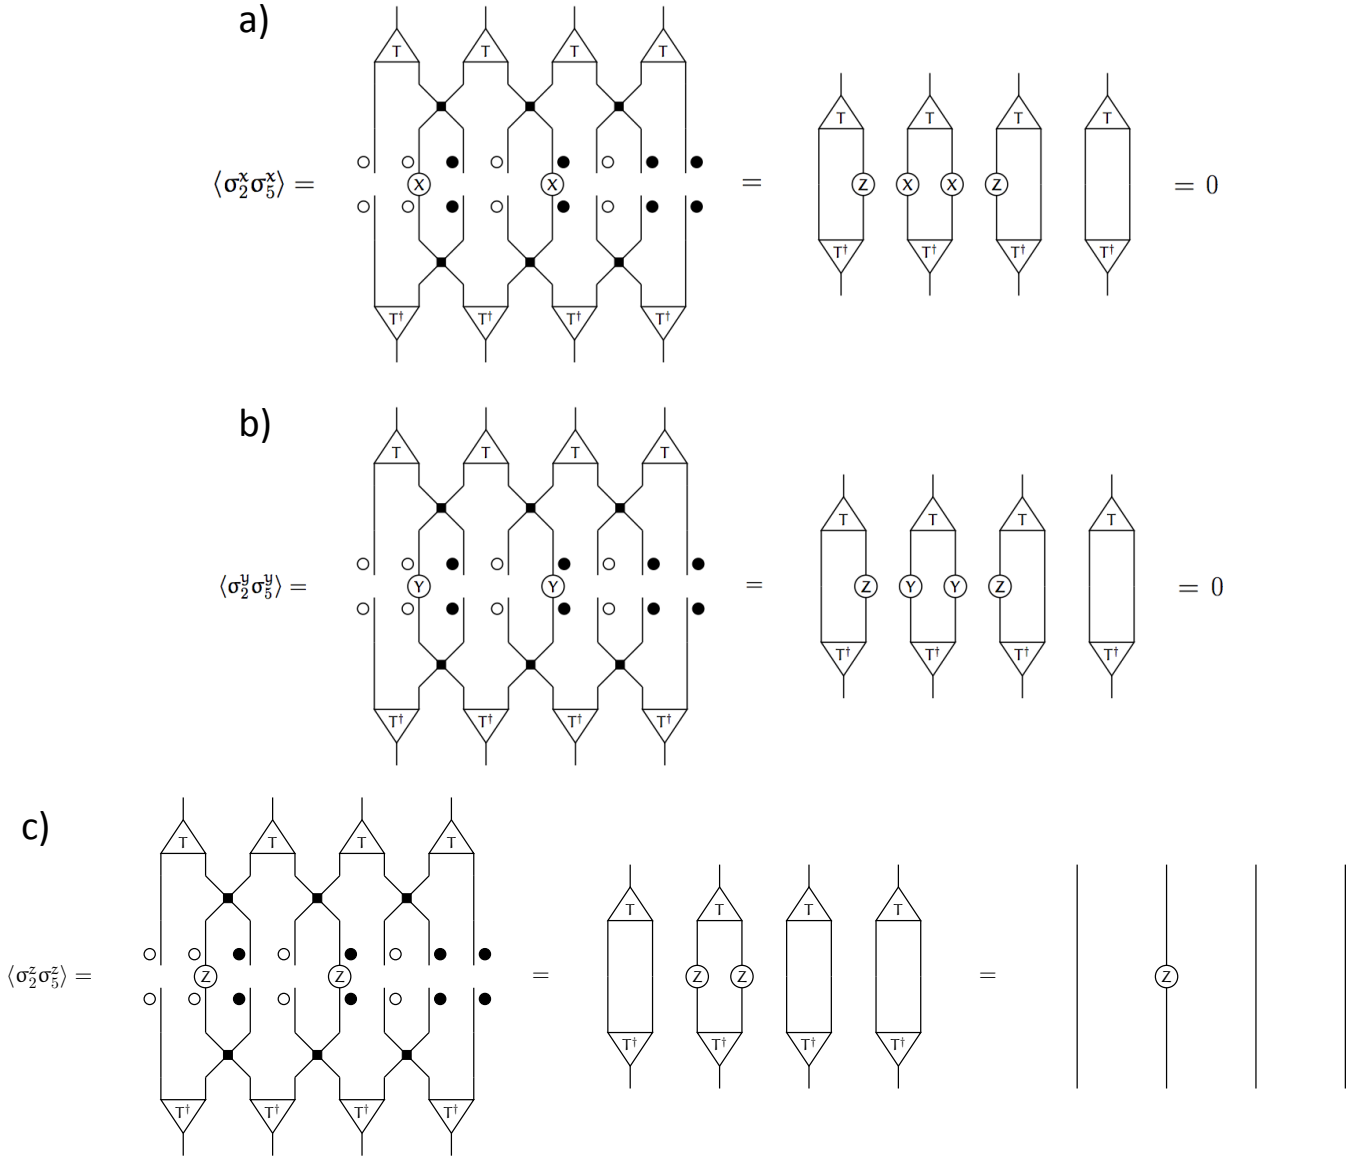 a)
T T T T
T T T T
⟨σ₂ˣσ₅ˣ⟩ = X X = Z X X Z = 0
T† T† T† T†
T† T† T† T†
b)
T T T T
T T T T
⟨σ₂ʸσ₅ʸ⟩ = Y Y = Z Y Y Z = 0
T† T† T† T†
T† T† T† T†
c)
T T T T
T T T T
⟨σ₂ᶻσ₅ᶻ⟩ = Z Z = Z Z = Z
T† T† T† T†
T† T† T† T†